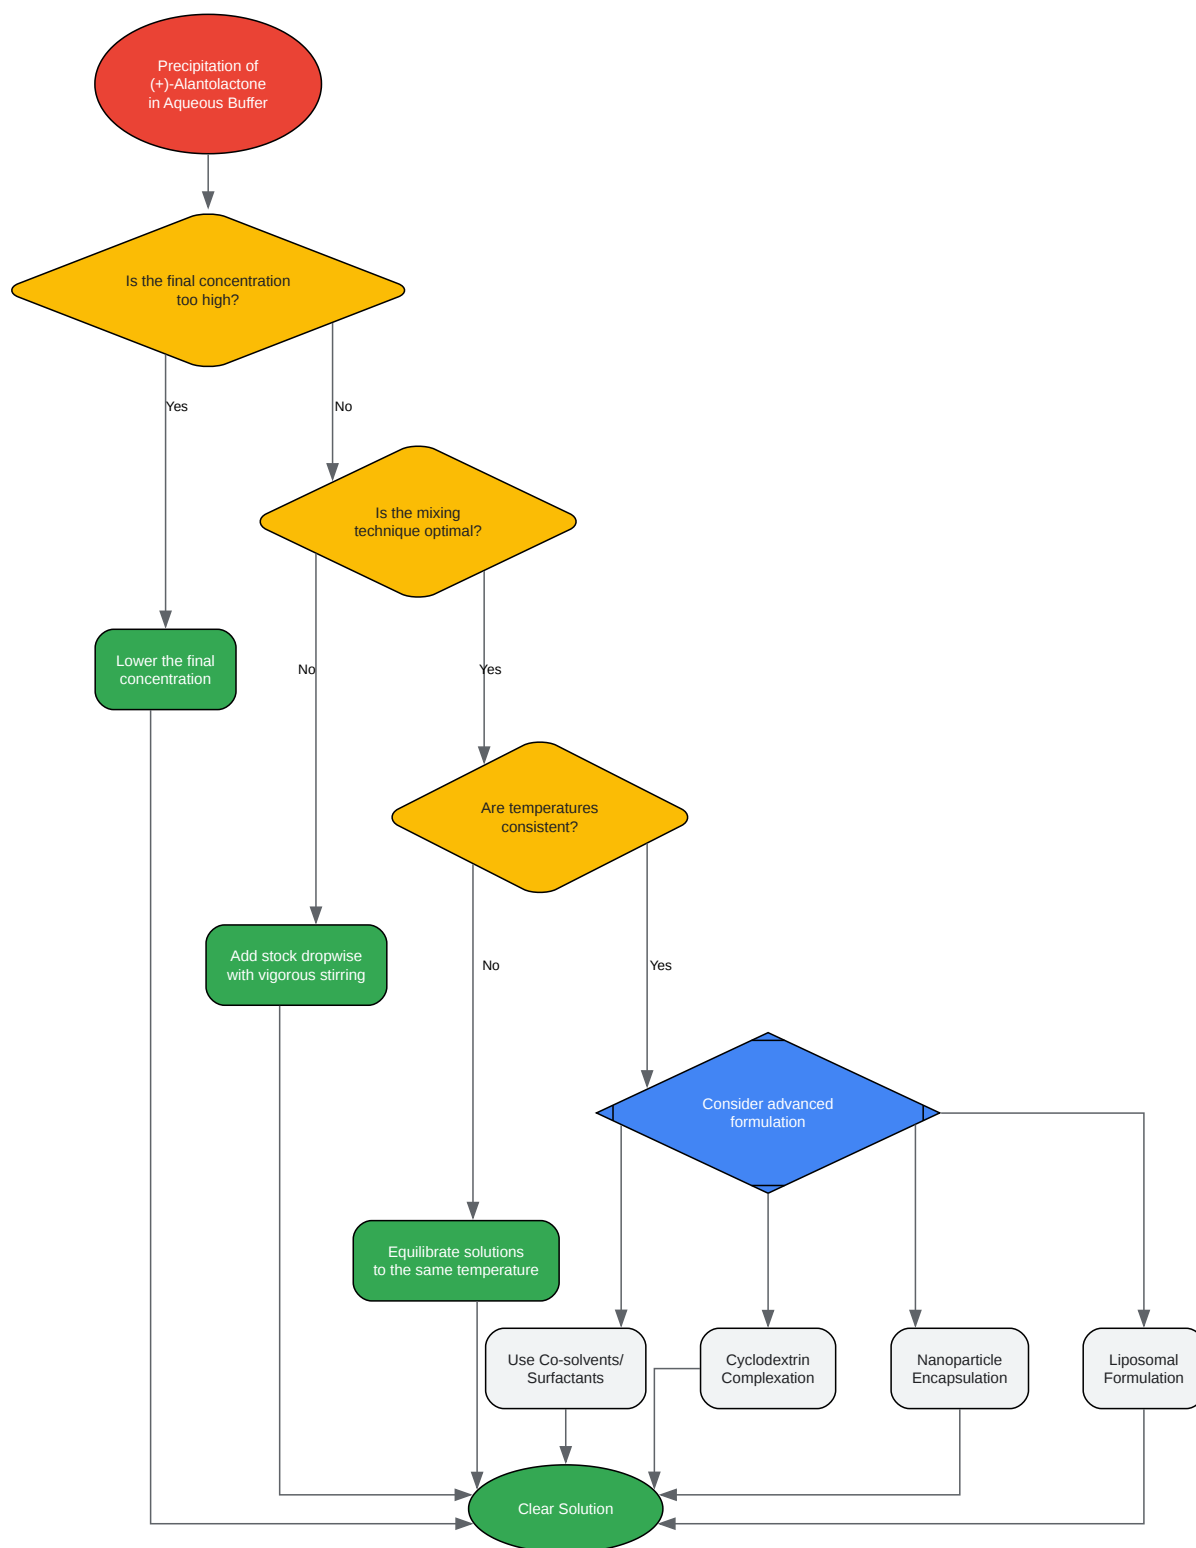 Precipitation of
(+)-Alantolactone
in Aqueous Buffer
Is the final concentration
too high?
Yes
No
Is the mixing
technique optimal?
Lower the final
concentration
No
Yes
Are temperatures
consistent?
Add stock dropwise
with vigorous stirring
No
Yes
Consider advanced
formulation
Equilibrate solutions
to the same temperature
Use Co-solvents/
Surfactants
Cyclodextrin
Complexation
Nanoparticle
Encapsulation
Liposomal
Formulation
Clear Solution